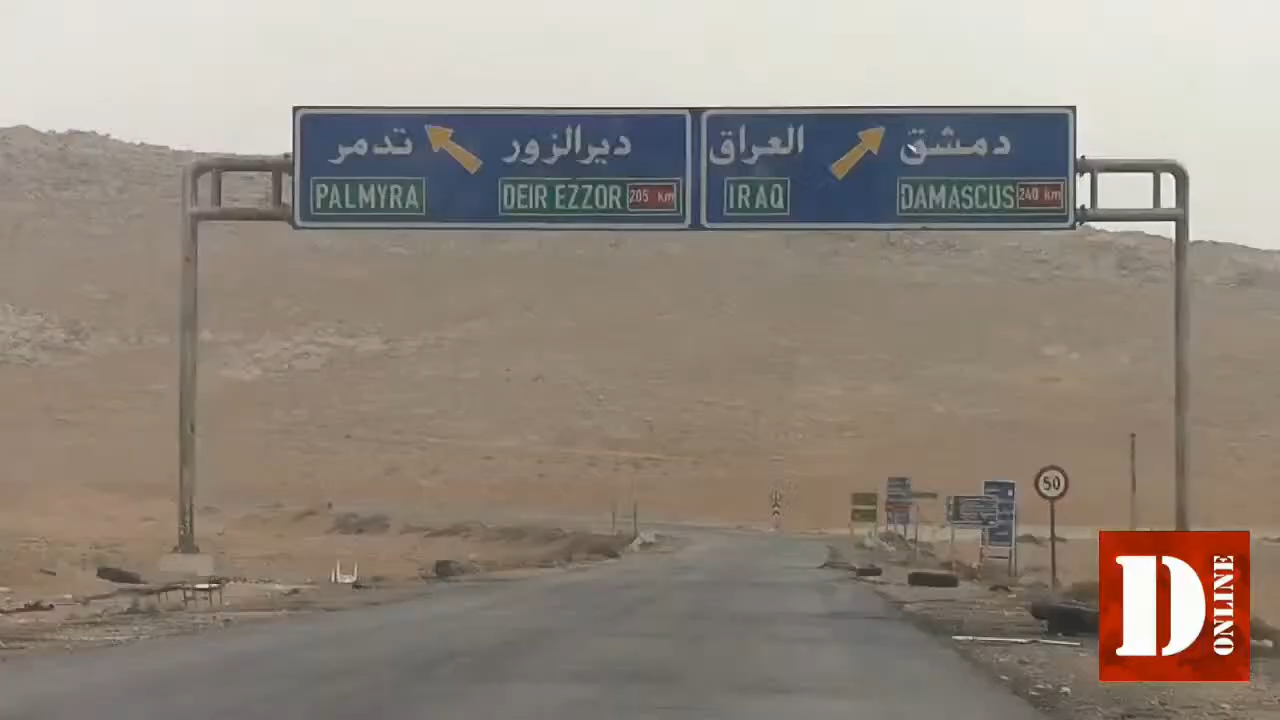 تدمر
ديرالزور
PALMYRA
DEIR EZZOR 205 km
العراق
دمشق
IRAQ
DAMASCUS 240 km
50
D ONLINE